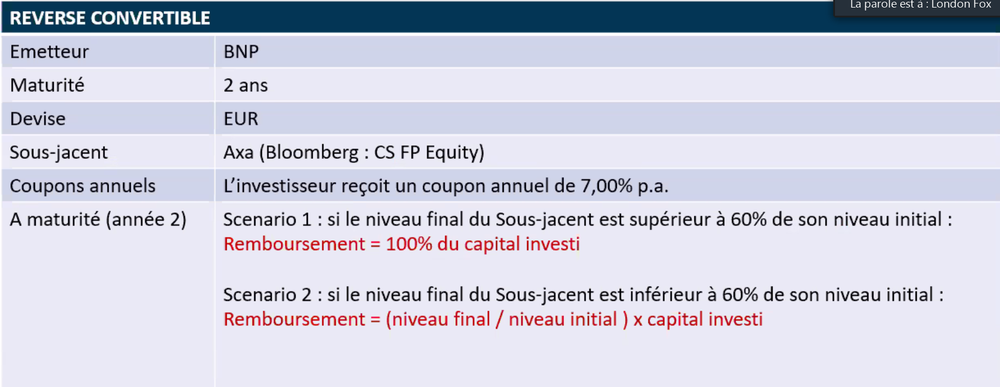 La parole est à : London Fox
REVERSE CONVERTIBLE
Emetteur BNP
Maturité 2 ans
Devise EUR
Sous-jacent Axa (Bloomberg : CS FP Equity)
Coupons annuels L’investisseur reçoit un coupon annuel de 7,00% p.a.
A maturité (année 2) Scenario 1 : si le niveau final du Sous-jacent est supérieur à 60% de son niveau initial :
Remboursement = 100% du capital investi
Scenario 2 : si le niveau final du Sous-jacent est inférieur à 60% de son niveau initial :
Remboursement = (niveau final / niveau initial ) x capital investi